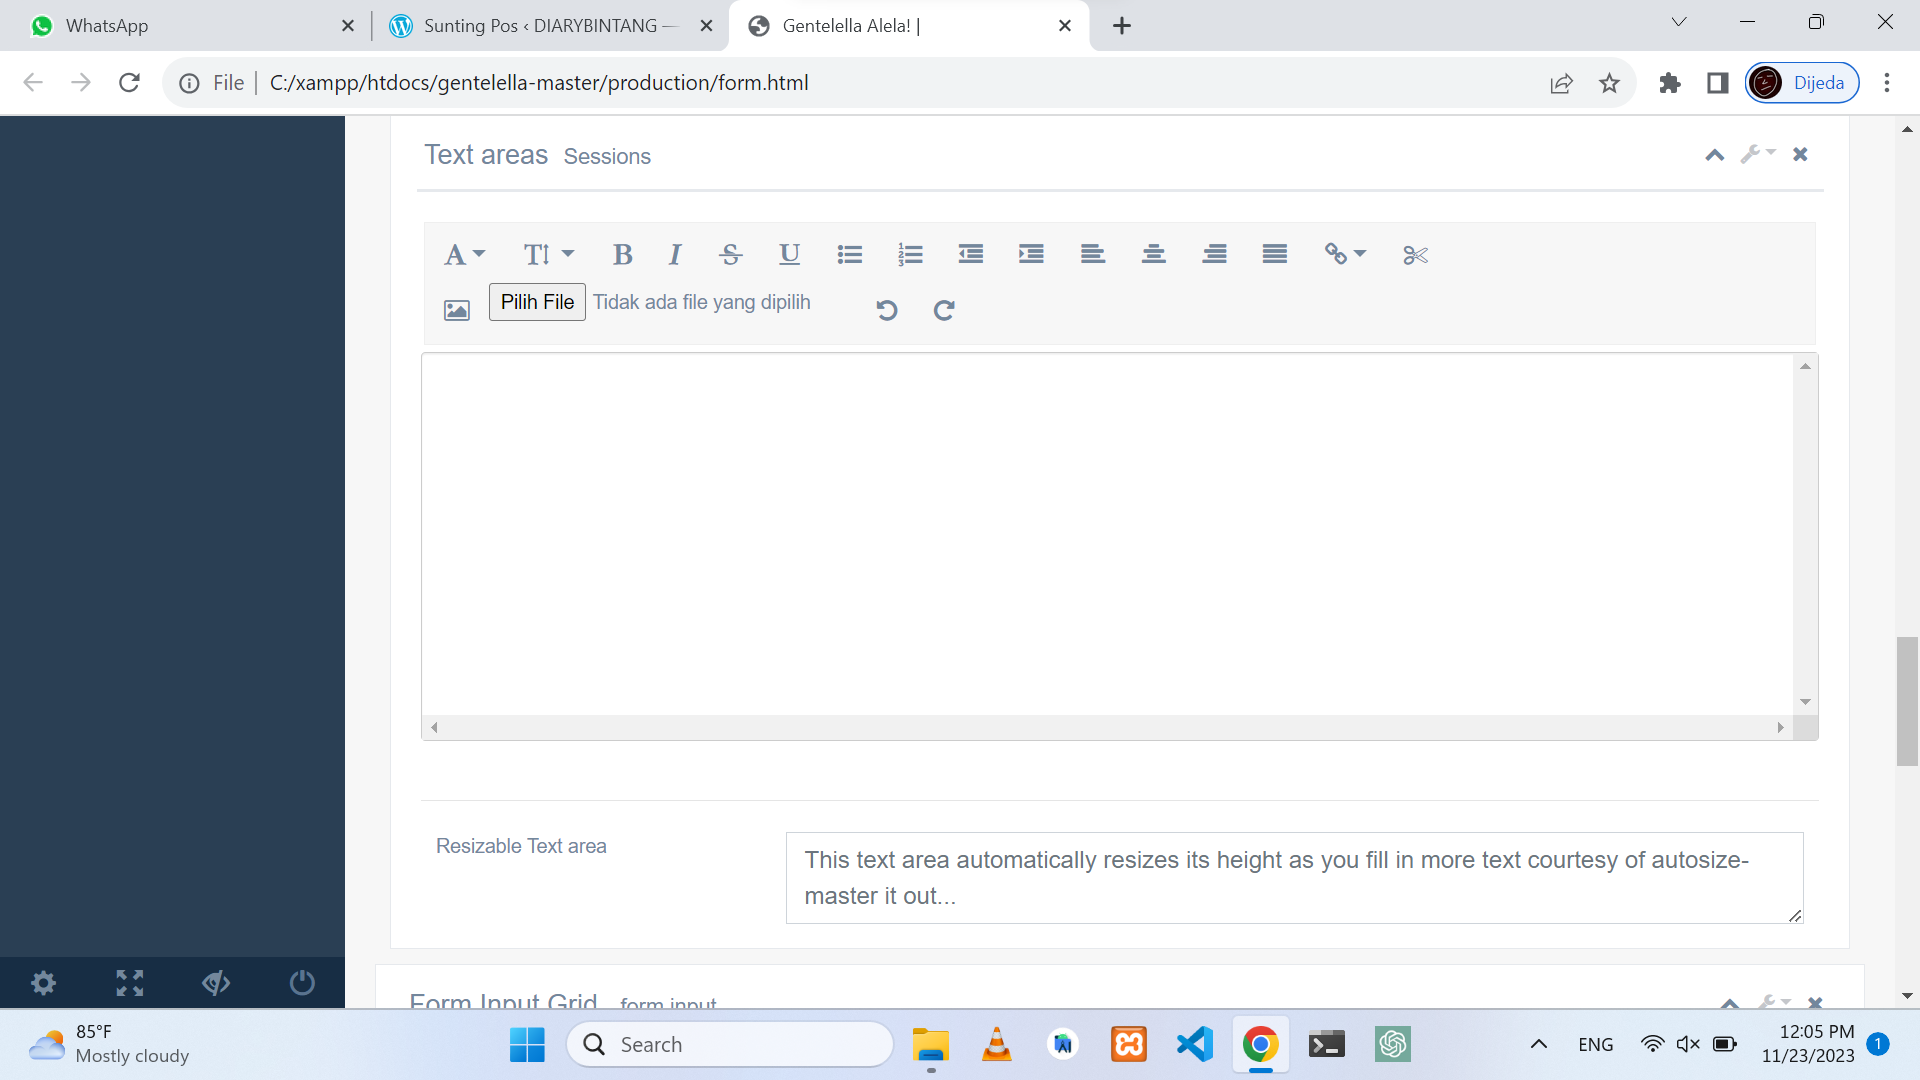 WhatsApp
Sunting Pos ‹ DIARYBINTANG —
Gentelella Alela! |
File
C:/xampp/htdocs/gentelella-master/production/form.html
Dijeda
Text areas Sessions
Pilih File Tidak ada file yang dipilih
Resizable Text area
This text area automatically resizes its height as you fill in more text courtesy of autosize-
master it out...
Form Input Grid form input
85°F
Mostly cloudy
Search
ENG
12:05 PM
11/23/2023
1